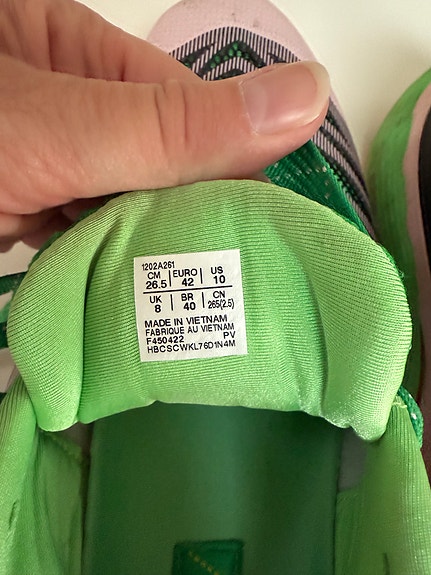 1202A261
CM EURO US
26.5 42 10
UK BR CN
8 40 265(2.5)
MADE IN VIETNAM
FABRIQUE AU VIETNAM
F450422 PV
HBCSCWKL76D1N4M